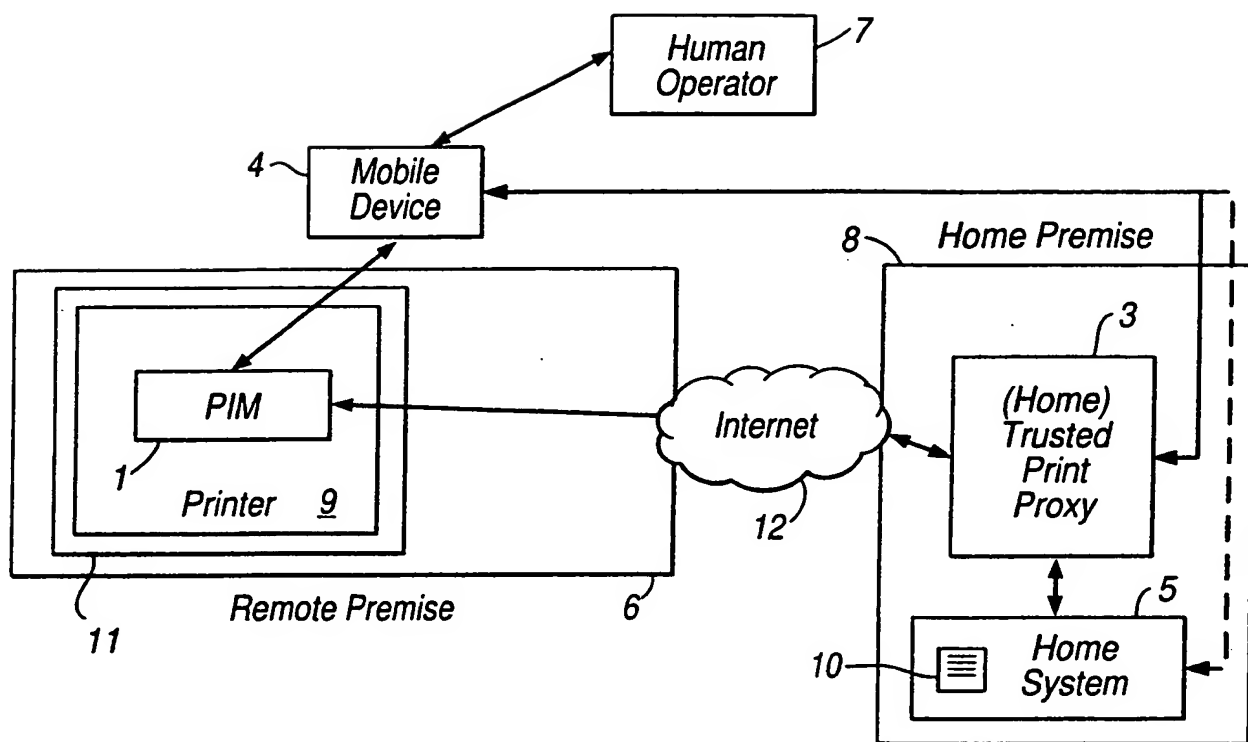 Human
Operator
7
4
Mobile
Device
8
Home Premise
3
PIM
1
Printer 9
Internet
12
(Home)
Trusted
Print
Proxy
11
Remote Premise
6
5
10
Home
System